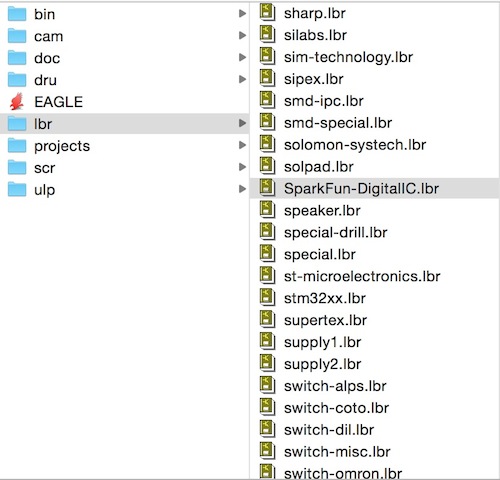 bin
cam
doc
dru
EAGLE
lbr
projects
scr
ulp
sharp.lbr
silabs.lbr
sim-technology.lbr
sipex.lbr
smd-ipc.lbr
smd-special.lbr
solomon-systech.lbr
solpad.lbr
SparkFun-DigitalIC.lbr
speaker.lbr
special-drill.lbr
special.lbr
st-microelectronics.lbr
stm32xx.lbr
supertex.lbr
supply1.lbr
supply2.lbr
switch-alps.lbr
switch-coto.lbr
switch-dil.lbr
switch-misc.lbr
switch-omron.lbr